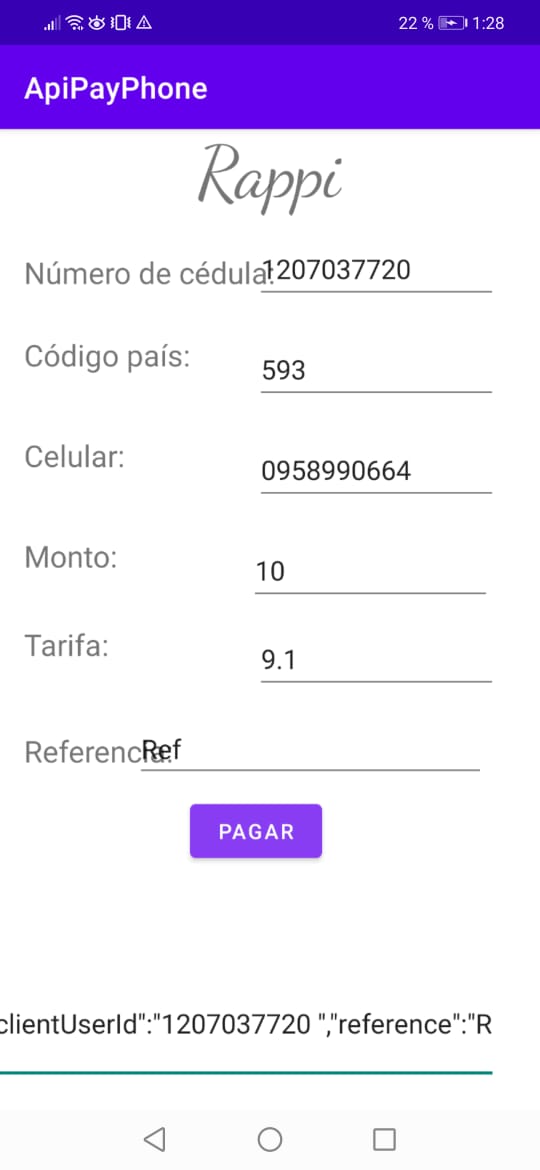 22 % 1:28
ApiPayPhone
Rappi
Número de cédula: 1207037720
Código país: 593
Celular: 0958990664
Monto: 10
Tarifa: 9.1
Referencia: Ref
PAGAR
clientUserId":"1207037720 ","reference":"R